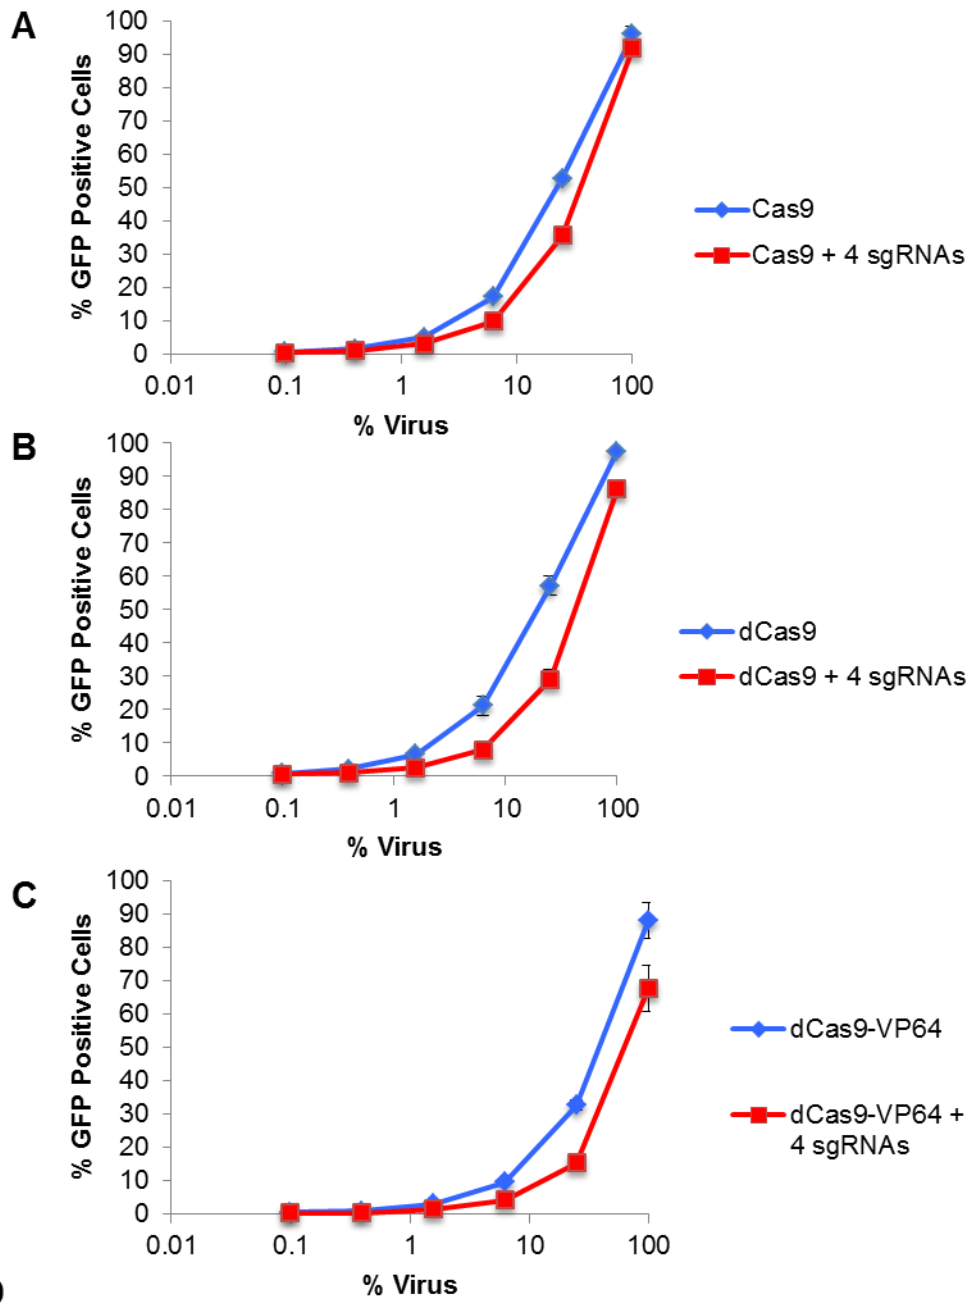 A
% GFP Positive Cells
100
90
80
70
60
50
40
30
20
10
0
0.01 0.1 1 10 100
% Virus
Cas9
Cas9 + 4 sgRNAs
B
% GFP Positive Cells
100
90
80
70
60
50
40
30
20
10
0
0.01 0.1 1 10 100
% Virus
dCas9
dCas9 + 4 sgRNAs
C
% GFP Positive Cells
100
90
80
70
60
50
40
30
20
10
0
0.01 0.1 1 10 100
% Virus
dCas9-VP64
dCas9-VP64 +
4 sgRNAs